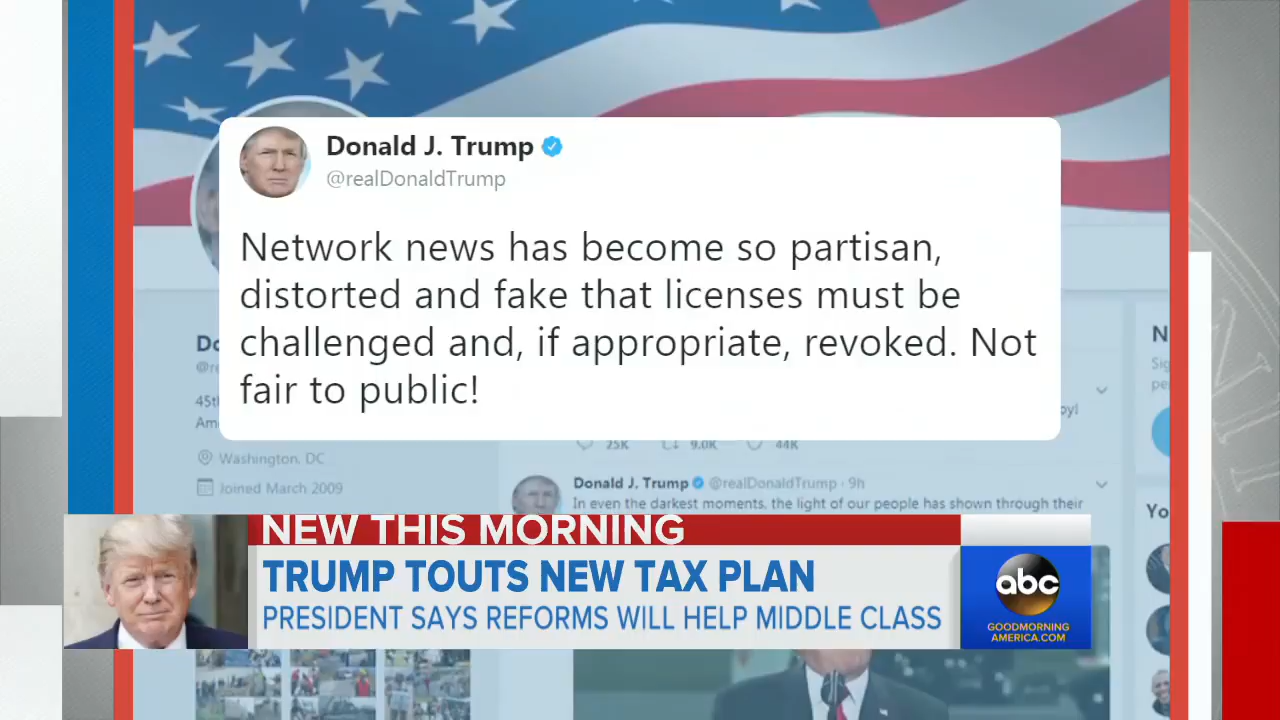 Donald J. Trump
@realDonaldTrump
Network news has become so partisan,
distorted and fake that licenses must be
challenged and, if appropriate, revoked. Not
fair to public!
Washington, DC
Joined March 2009
25K 9.0K 44K
Donald J. Trump @realDonaldTrump · 9h
In even the darkest moments, the light of our people has shown through their
NEW THIS MORNING
TRUMP TOUTS NEW TAX PLAN
PRESIDENT SAYS REFORMS WILL HELP MIDDLE CLASS
abc
GOODMORNING
AMERICA.COM